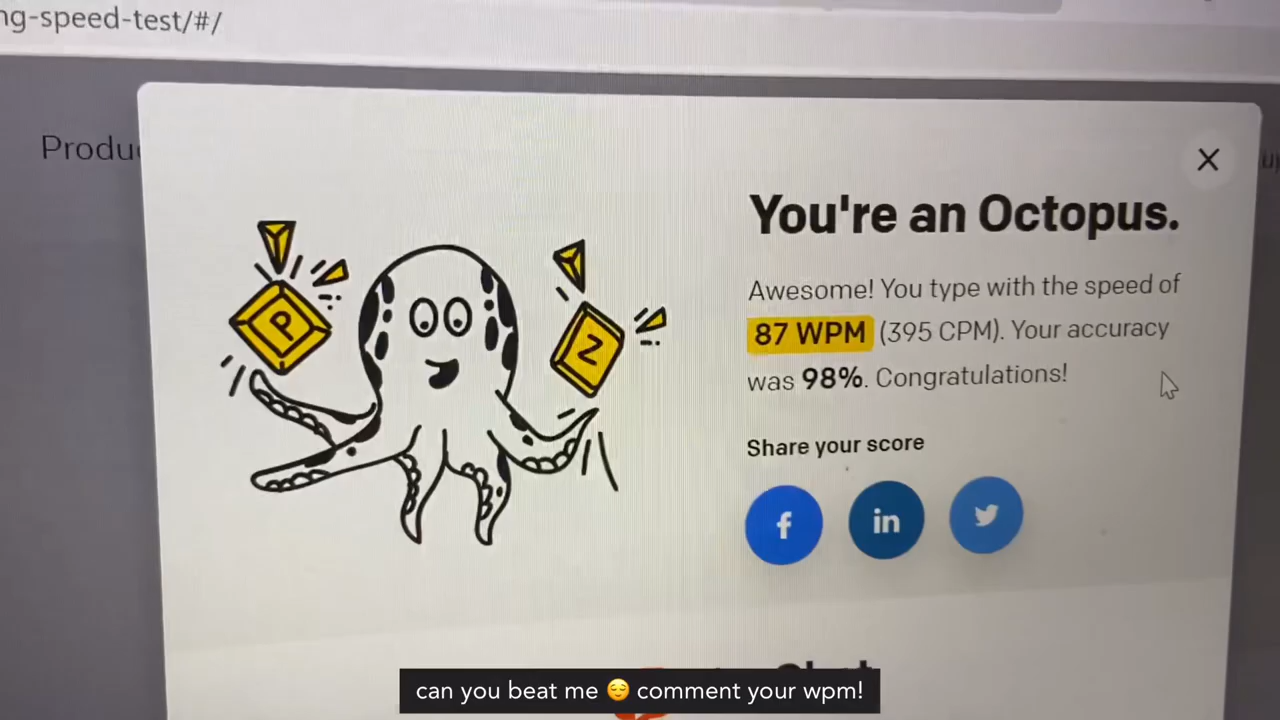 ng-speed-test/#/
Produ
You're an Octopus.
Awesome! You type with the speed of
87 WPM (395 CPM). Your accuracy
was 98%. Congratulations!
Share your score
P
Z
f
in
can you beat me 😌 comment your wpm!